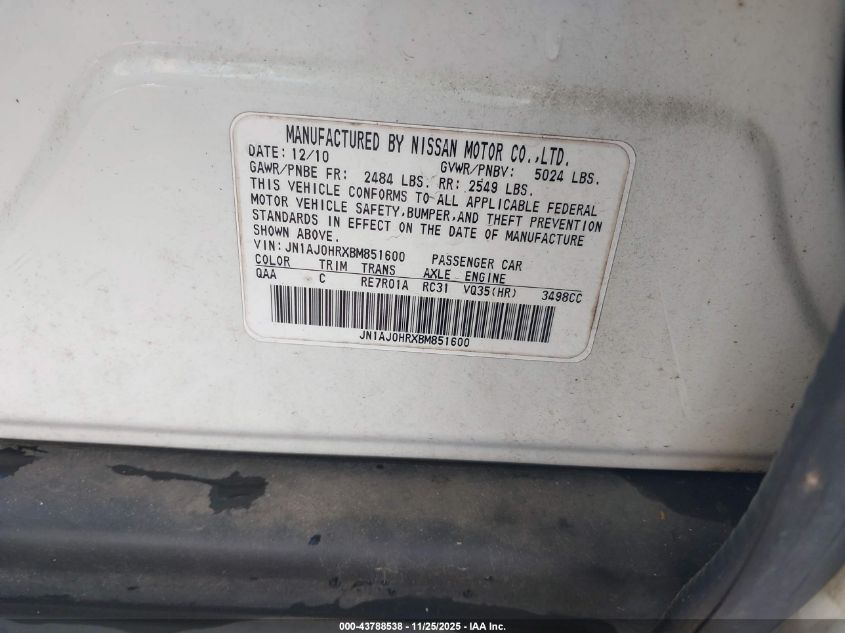 MANUFACTURED BY NISSAN MOTOR CO.,LTD.
DATE: 12/10 GVWR/PNBV: 5024 LBS.
GAWR/PNBE FR: 2484 LBS. RR: 2549 LBS.
THIS VEHICLE CONFORMS TO ALL APPLICABLE FEDERAL
MOTOR VEHICLE SAFETY,BUMPER,AND THEFT PREVENTION
STANDARDS IN EFFECT ON THE DATE OF MANUFACTURE
SHOWN ABOVE.
VIN: JN1AJ0HRXBM851600 PASSENGER CAR
COLOR TRIM TRANS AXLE ENGINE
QAA C RE7R01A RC31 VQ35(HR) 3498CC
JN1AJ0HRXBM851600
000-43788538 - 11/25/2025 - IAA Inc.